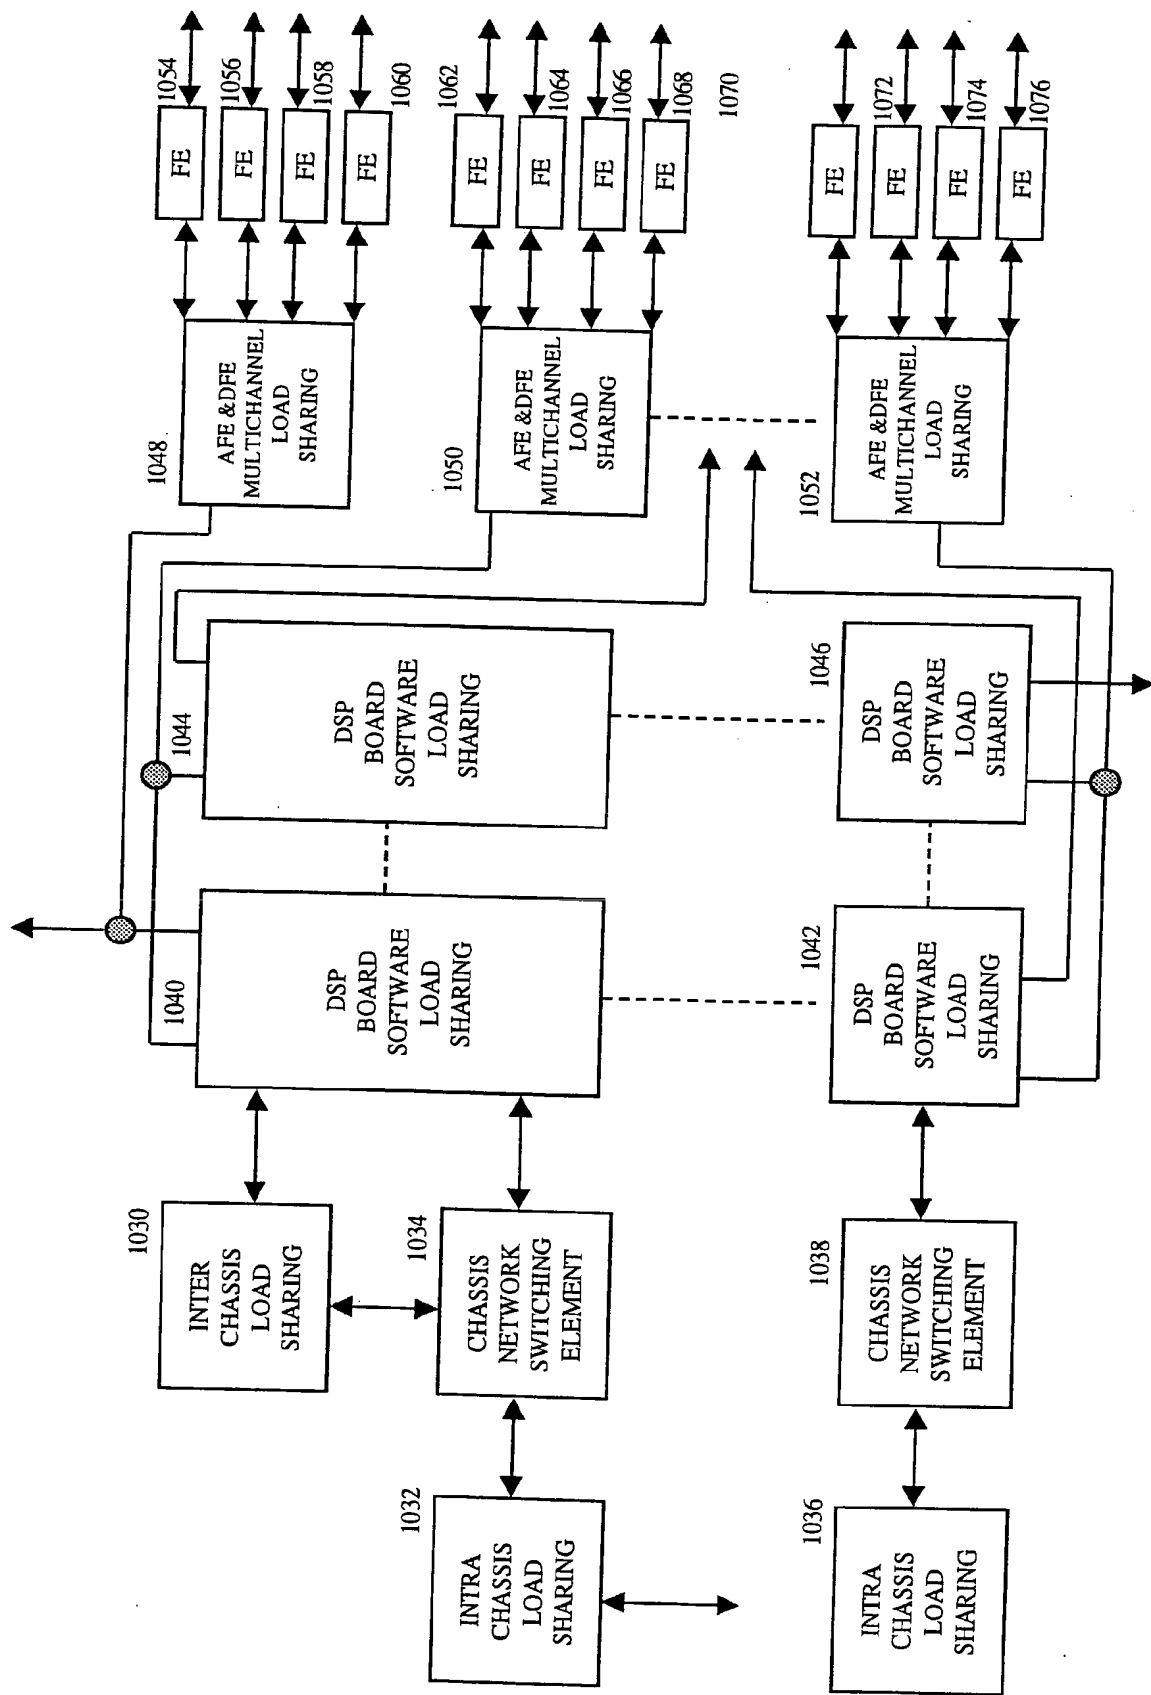 1054
FE
1056
FE
1058
FE
1060
FE
1062
FE
1064
FE
1066
FE
1068
FE
1070
FE
1072
FE
1074
FE
1076
FE
1048
AFE &DFE
MULTICHANNEL
LOAD
SHARING
1050
AFE &DFE
MULTICHANNEL
LOAD
SHARING
1052
AFE &DFE
MULTICHANNEL
LOAD
SHARING
1044
DSP
BOARD
SOFTWARE
LOAD
SHARING
1046
DSP
BOARD
SOFTWARE
LOAD
SHARING
1040
DSP
BOARD
SOFTWARE
LOAD
SHARING
1042
DSP
BOARD
SOFTWARE
LOAD
SHARING
1030
INTER
CHASSIS
LOAD
SHARING
1034
CHASSIS
NETWORK
SWITCHING
ELEMENT
1038
CHASSIS
NETWORK
SWITCHING
ELEMENT
1032
INTRA
CHASSIS
LOAD
SHARING
1036
INTRA
CHASSIS
LOAD
SHARING